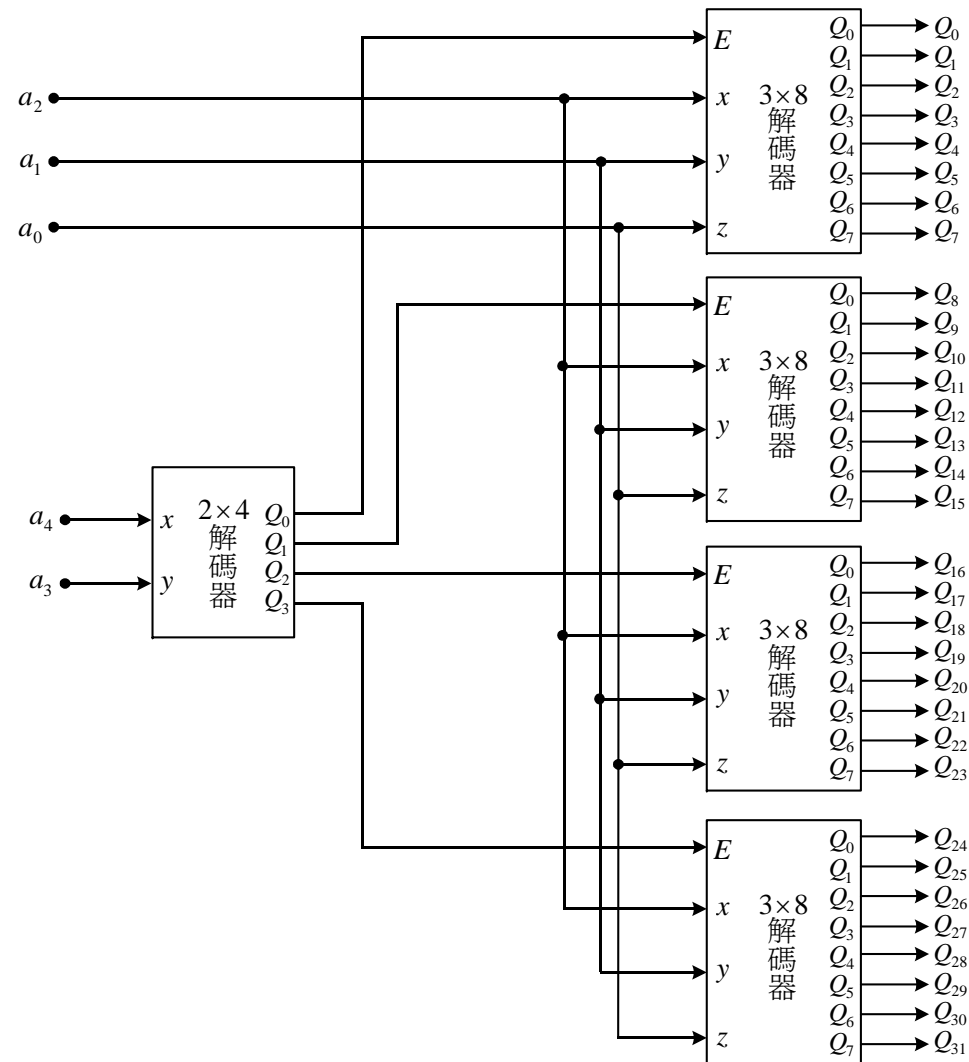 a₂
a₁
a₀
a₄
a₃
x
y
2×4
解
碼
器
Q₀
Q₁
Q₂
Q₃
E
x
y
z
3×8
解
碼
器
Q₀ Q₀
Q₁ Q₁
Q₂ Q₂
Q₃ Q₃
Q₄ Q₄
Q₅ Q₅
Q₆ Q₆
Q₇ Q₇
E
x
y
z
3×8
解
碼
器
Q₀ Q₈
Q₁ Q₉
Q₂ Q₁₀
Q₃ Q₁₁
Q₄ Q₁₂
Q₅ Q₁₃
Q₆ Q₁₄
Q₇ Q₁₅
E
x
y
z
3×8
解
碼
器
Q₀ Q₁₆
Q₁ Q₁₇
Q₂ Q₁₈
Q₃ Q₁₉
Q₄ Q₂₀
Q₅ Q₂₁
Q₆ Q₂₂
Q₇ Q₂₃
E
x
y
z
3×8
解
碼
器
Q₀ Q₂₄
Q₁ Q₂₅
Q₂ Q₂₆
Q₃ Q₂₇
Q₄ Q₂₈
Q₅ Q₂₉
Q₆ Q₃₀
Q₇ Q₃₁